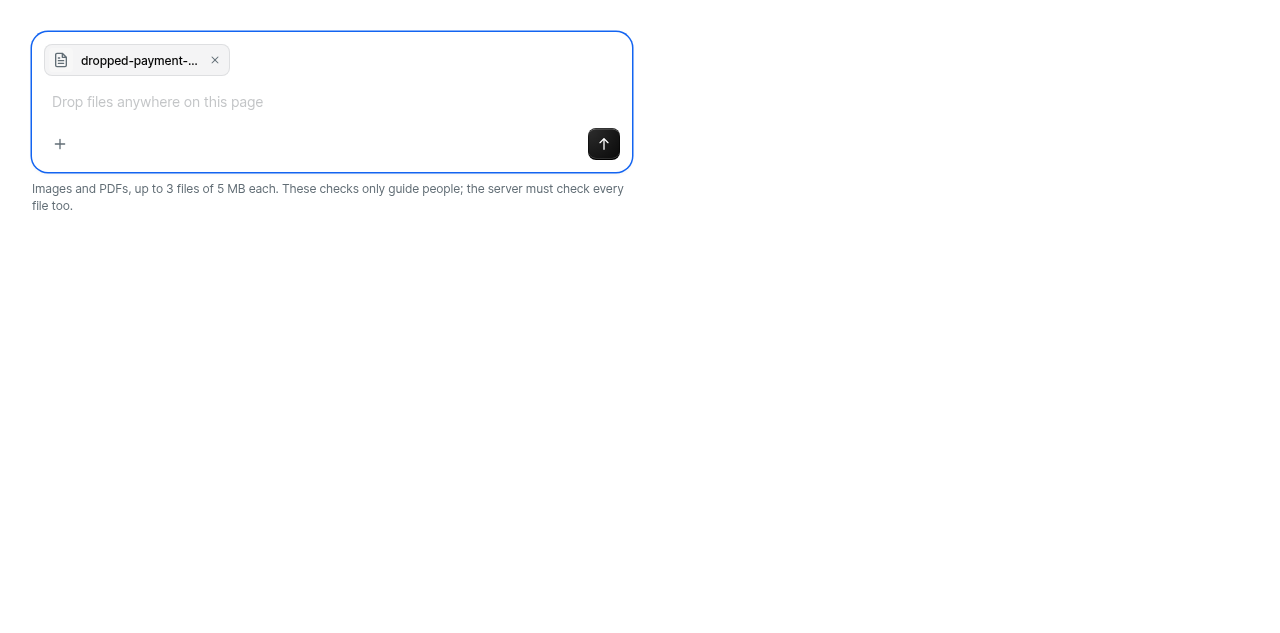 dropped-payment-...
Drop files anywhere on this page
Images and PDFs, up to 3 files of 5 MB each. These checks only guide people; the server must check every
file too.